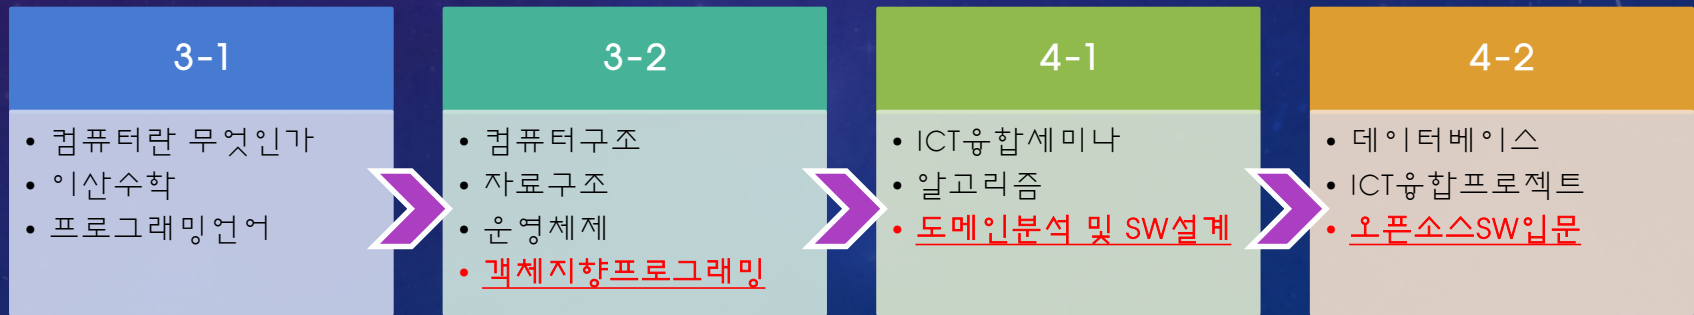 3-1
• 컴퓨터란 무엇인가
• 이산수학
• 프로그래밍언어
3-2
• 컴퓨터구조
• 자료구조
• 운영체제
• 객체지향프로그래밍
4-1
• ICT융합세미나
• 알고리즘
• 도메인분석 및 SW설계
4-2
• 데이터베이스
• ICT융합프로젝트
• 오픈소스SW입문